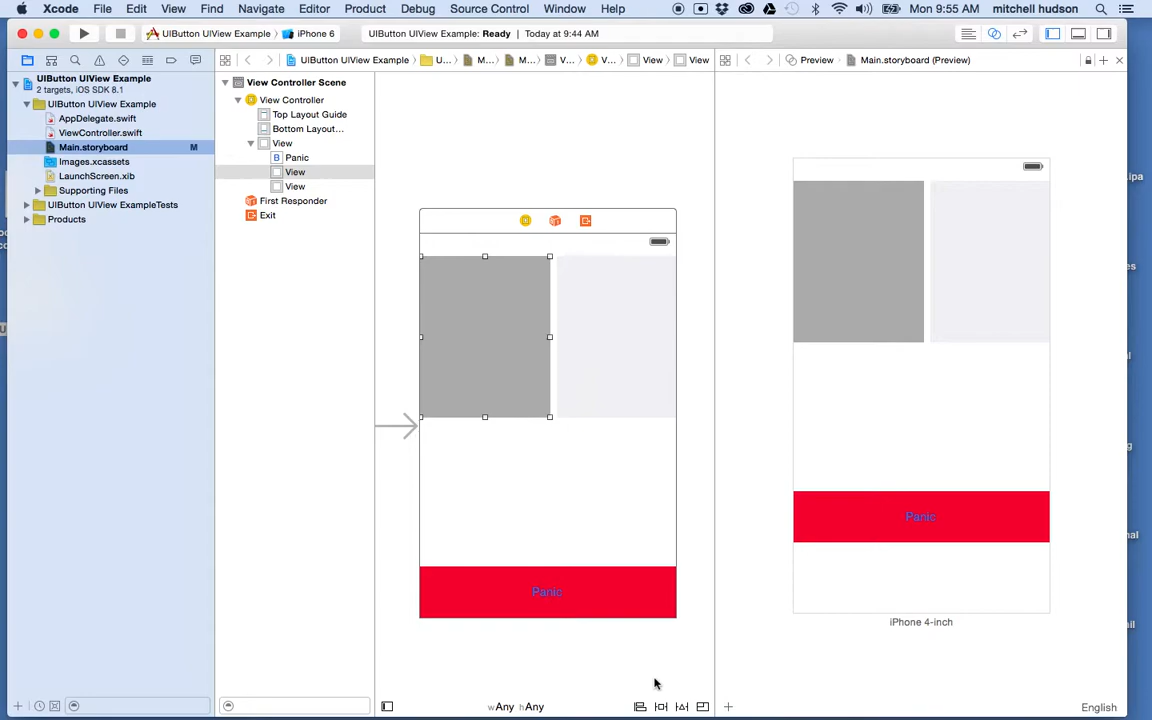 Xcode File Edit View Find Navigate Editor Product Debug Source Control Window Help Mon 9:55 AM mitchell hudson
UIButton UIView Example iPhone 6 UIButton UIView Example: Ready Today at 9:44 AM
UIButton UIView Example U... M... M... V... V... View View Preview Main.storyboard (Preview)
UIButton UIView Example
2 targets, iOS SDK 8.1
UIButton UIView Example
AppDelegate.swift
ViewController.swift
Main.storyboard M
Images.xcassets
LaunchScreen.xib
Supporting Files
UIButton UIView ExampleTests
Products
View Controller Scene
View Controller
Top Layout Guide
Bottom Layout...
View
B Panic
View
View
First Responder
Exit
Panic
Panic
iPhone 4-inch
wAny hAny
English